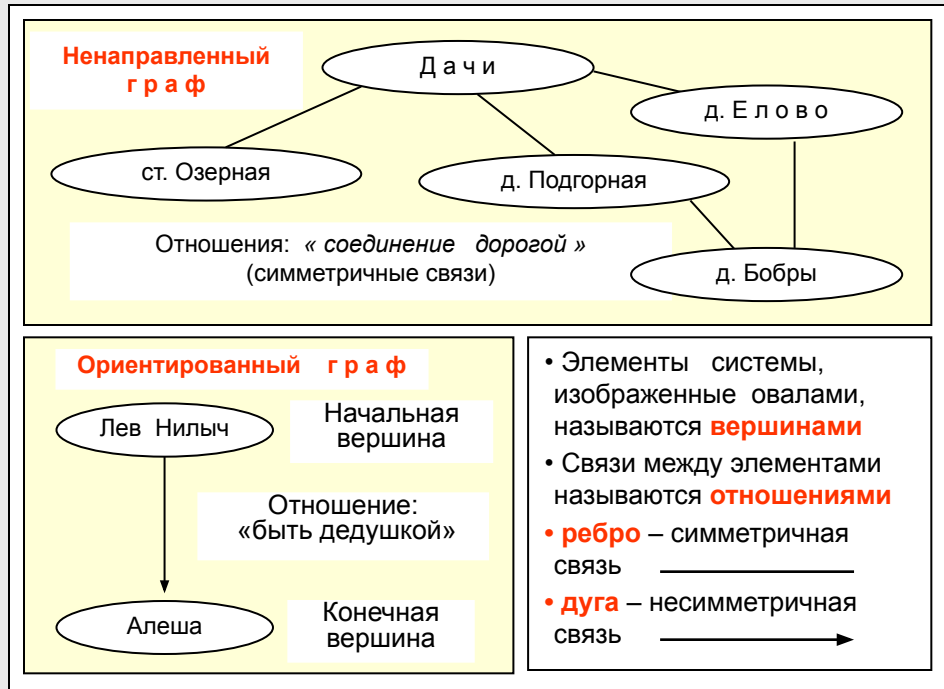 Ненаправленный
г р а ф
Д а ч и
д. Е л о в о
ст. Озерная
д. Подгорная
Отношения: « соединение дорогой »
(симметричные связи)
д. Бобры
Ориентированный г р а ф
Лев Нилыч
Начальная
вершина
Отношение:
«быть дедушкой»
Алеша
Конечная
вершина
• Элементы системы,
изображенные овалами,
называются вершинами
• Связи между элементами
называются отношениями
• ребро – симметричная
связь
• дуга – несимметричная
связь